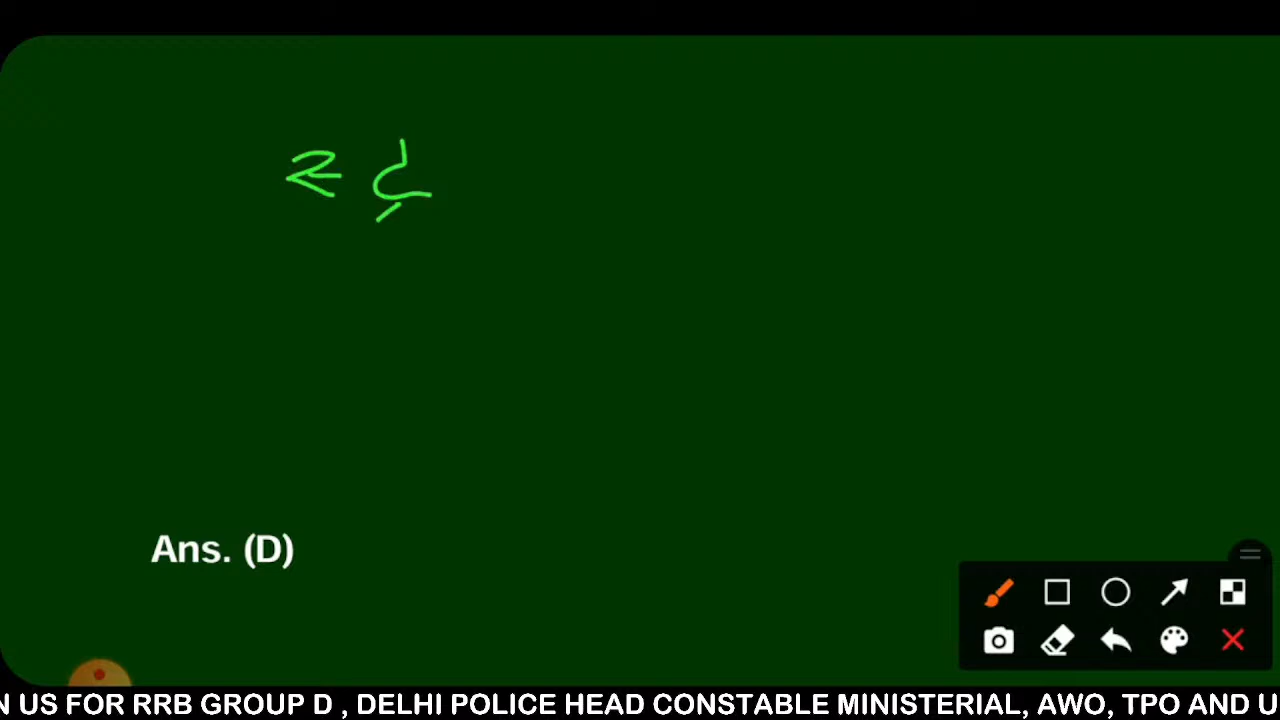 Ans. (D)
N US FOR RRB GROUP D , DELHI POLICE HEAD CONSTABLE MINISTERIAL, AWO, TPO AND U